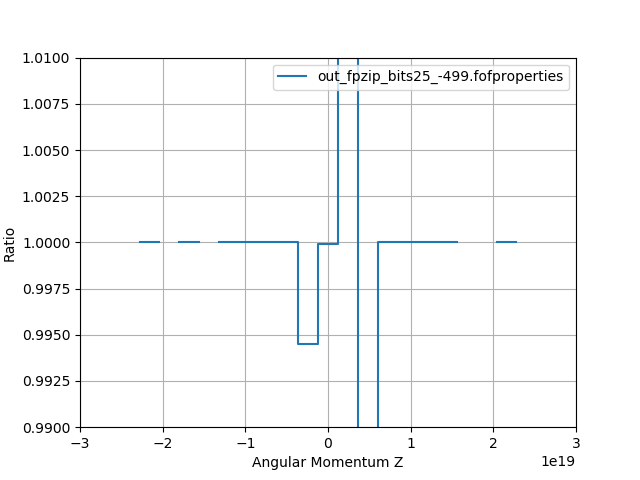 out_fpzip_bits25_-499.fofproperties
1.0100
1.0075
1.0050
1.0025
1.0000
0.9975
0.9950
0.9925
0.9900
Ratio
−3 −2 −1 0 1 2 3
1e19
Angular Momentum Z